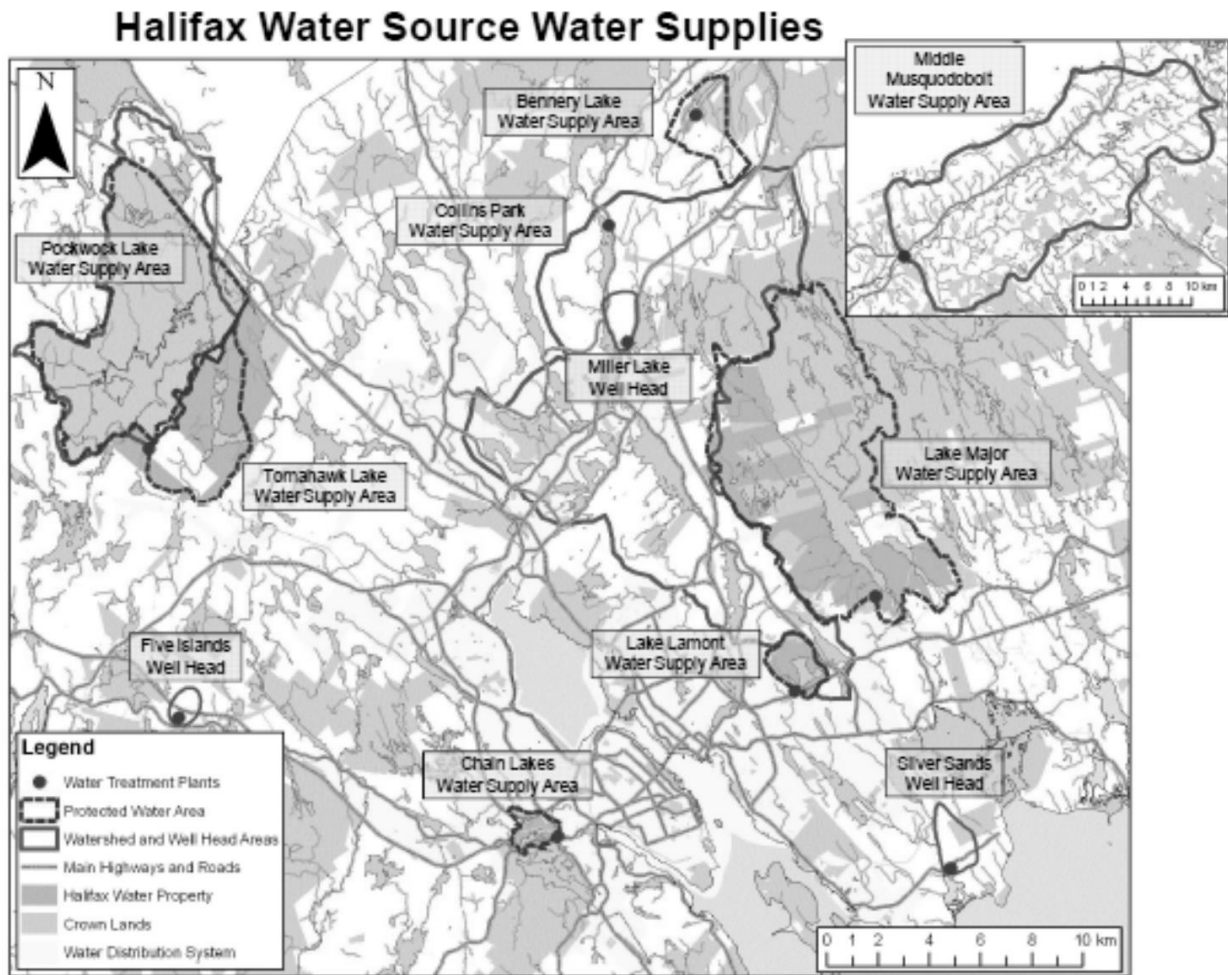 Halifax Water Source Water Supplies
N
Middle
Musquodobolt
Water Supply Area
0 1 2 4 6 8 10 km
Bennery Lake
Water Supply Area
Collins Park
Water Supply Area
Pockwock Lake
Water Supply Area
Miller Lake
Well Head
Lake Major
Water Supply Area
Tomahawk Lake
Water Supply Area
Five Islands
Well Head
Lake Lamont
Water Supply Area
Chain Lakes
Water Supply Area
Silver Sands
Well Head
Legend
Water Treatment Plants
Protected Water Area
Watershed and Well Head Areas
Main Highways and Roads
Halifax Water Property
Crown Lands
Water Distribution System
0 1 2 4 6 8 10 km